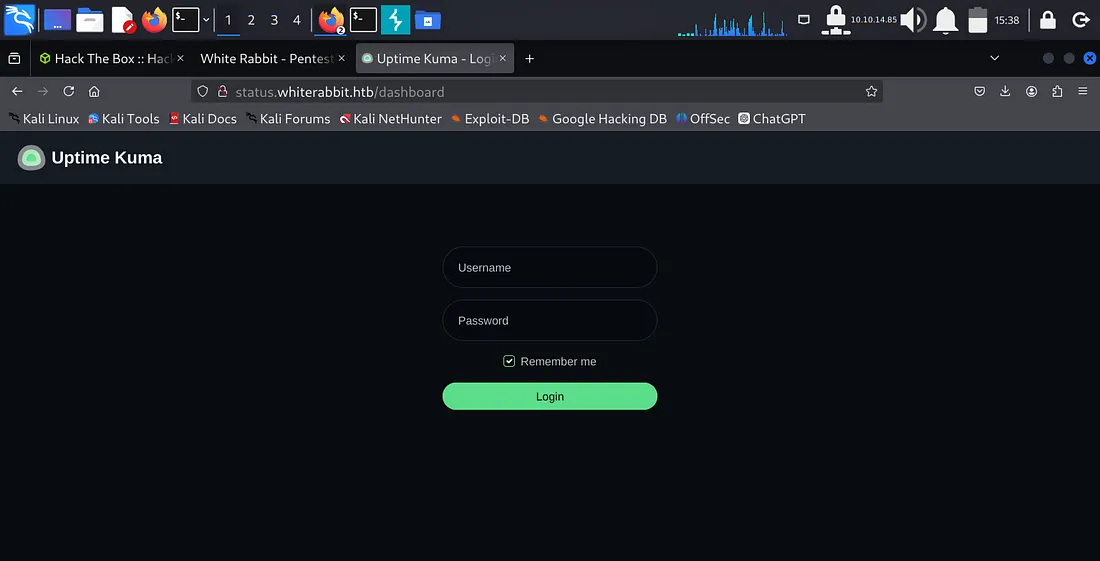 1 2 3 4 2 10.10.14.85 15:38
Hack The Box :: Hac White Rabbit - Pentest Uptime Kuma - Log
status.whiterabbit.htb/dashboard
Kali Linux Kali Tools Kali Docs Kali Forums Kali NetHunter Exploit-DB Google Hacking DB OffSec ChatGPT
Uptime Kuma
Username
Password
Remember me
Login